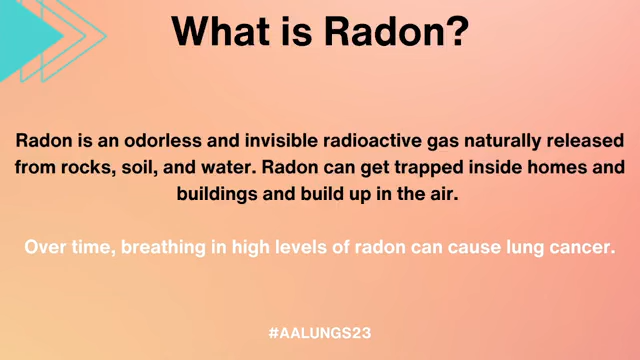 What is Radon?
Radon is an odorless and invisible radioactive gas naturally released
from rocks, soil, and water. Radon can get trapped inside homes and
buildings and build up in the air.
Over time, breathing in high levels of radon can cause lung cancer.
#AALUNGS23